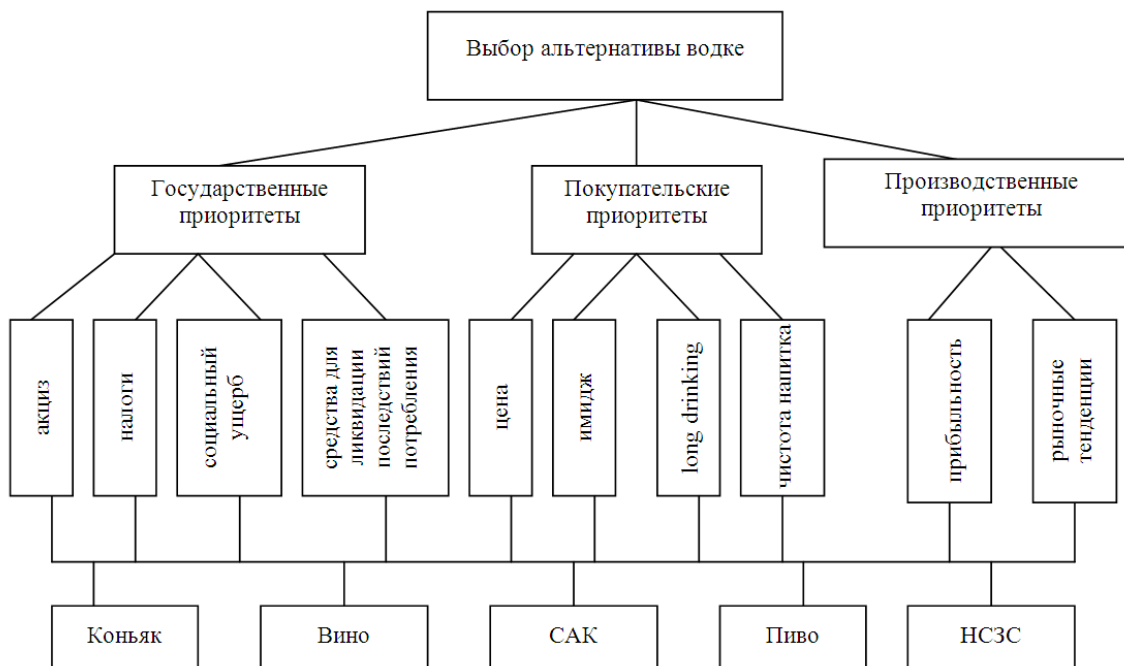 Выбор альтернативы водке
Государственные
приоритеты
Покупательские
приоритеты
Производственные
приоритеты
акциз
налоги
социальный
ущерб
средства для
ликвидации
последствий
потребления
цена
имидж
long drinking
чистота напитка
прибыльность
рыночные
тенденции
Коньяк
Вино
САК
Пиво
НСЗС